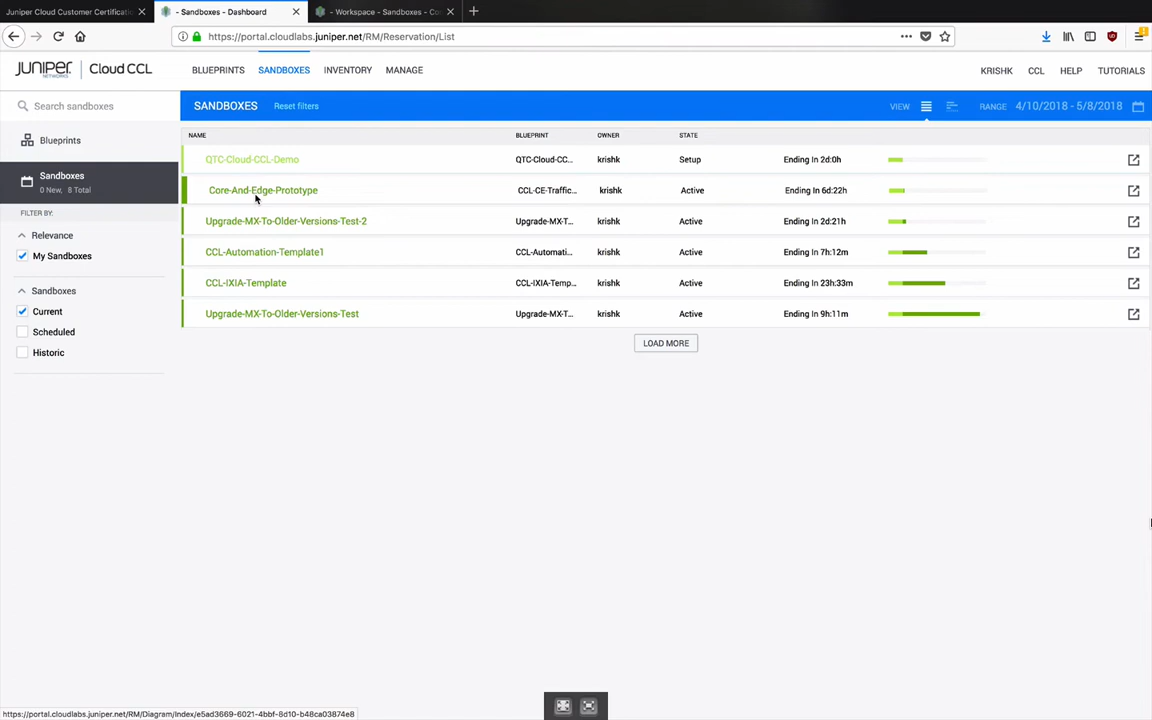 Juniper Cloud Customer Certificati
- Sandboxes - Dashboard
- Workspace - Sandboxes - Co
https://portal.cloudlabs.juniper.net/RM/Reservation/List
JUNIPER NETWORKS Cloud CCL BLUEPRINTS SANDBOXES INVENTORY MANAGE KRISHK CCL HELP TUTORIALS
Search sandboxes
SANDBOXES Reset filters VIEW RANGE 4/10/2018 - 5/8/2018
NAME BLUEPRINT OWNER STATE
Blueprints
Sandboxes
0 New, 8 Total
FILTER BY:
Relevance
My Sandboxes
Sandboxes
Current
Scheduled
Historic
QTC-Cloud-CCL-Demo QTC-Cloud-CC... krishk Setup Ending In 2d:0h
Core-And-Edge-Prototype CCL-CE-Traffic... krishk Active Ending In 6d:22h
Upgrade-MX-To-Older-Versions-Test-2 Upgrade-MX-T... krishk Active Ending In 2d:21h
CCL-Automation-Template1 CCL-Automati... krishk Active Ending In 7h:12m
CCL-IXIA-Template CCL-IXIA-Temp... krishk Active Ending In 23h:33m
Upgrade-MX-To-Older-Versions-Test Upgrade-MX-T... krishk Active Ending In 9h:11m
LOAD MORE
https://portal.cloudlabs.juniper.net/RM/Diagram/Index/e5ad3669-6021-4bbf-8d10-b48ca03874e8